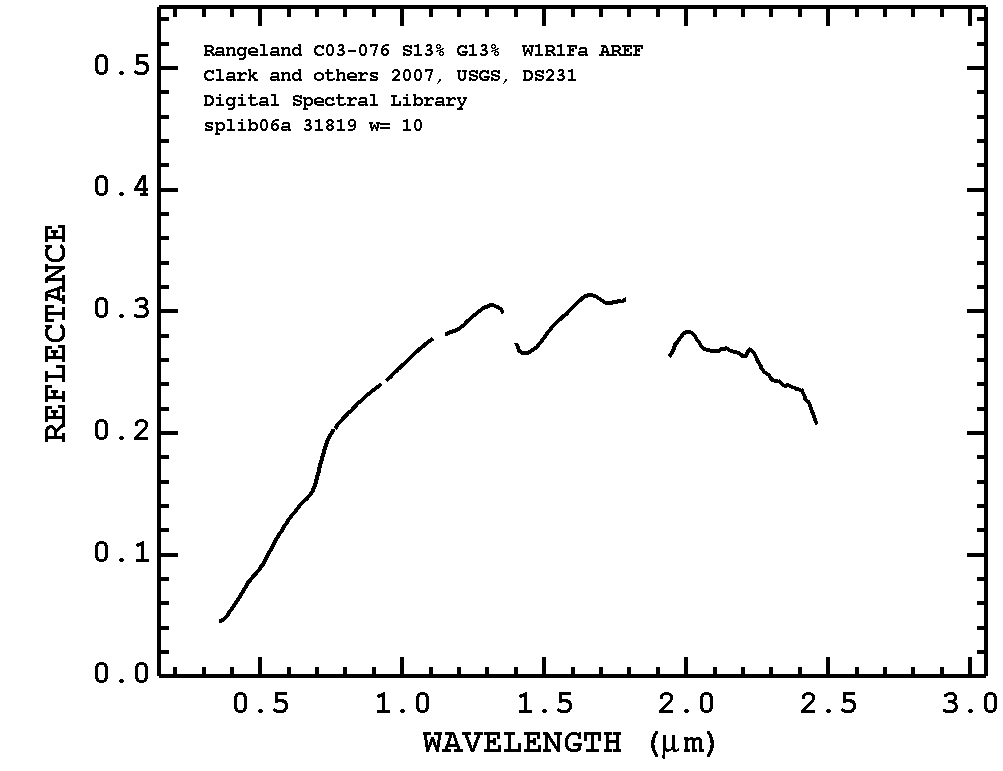 Rangeland C03-076 S13% G13%  W1R1Fa AREF
Clark and others 2007, USGS, DS231
Digital Spectral Library
splib06a 31819 w= 10
0.5
0.4
0.3
0.2
0.1
0.0
REFLECTANCE
0.5 1.0 1.5 2.0 2.5 3.0
WAVELENGTH (μm)